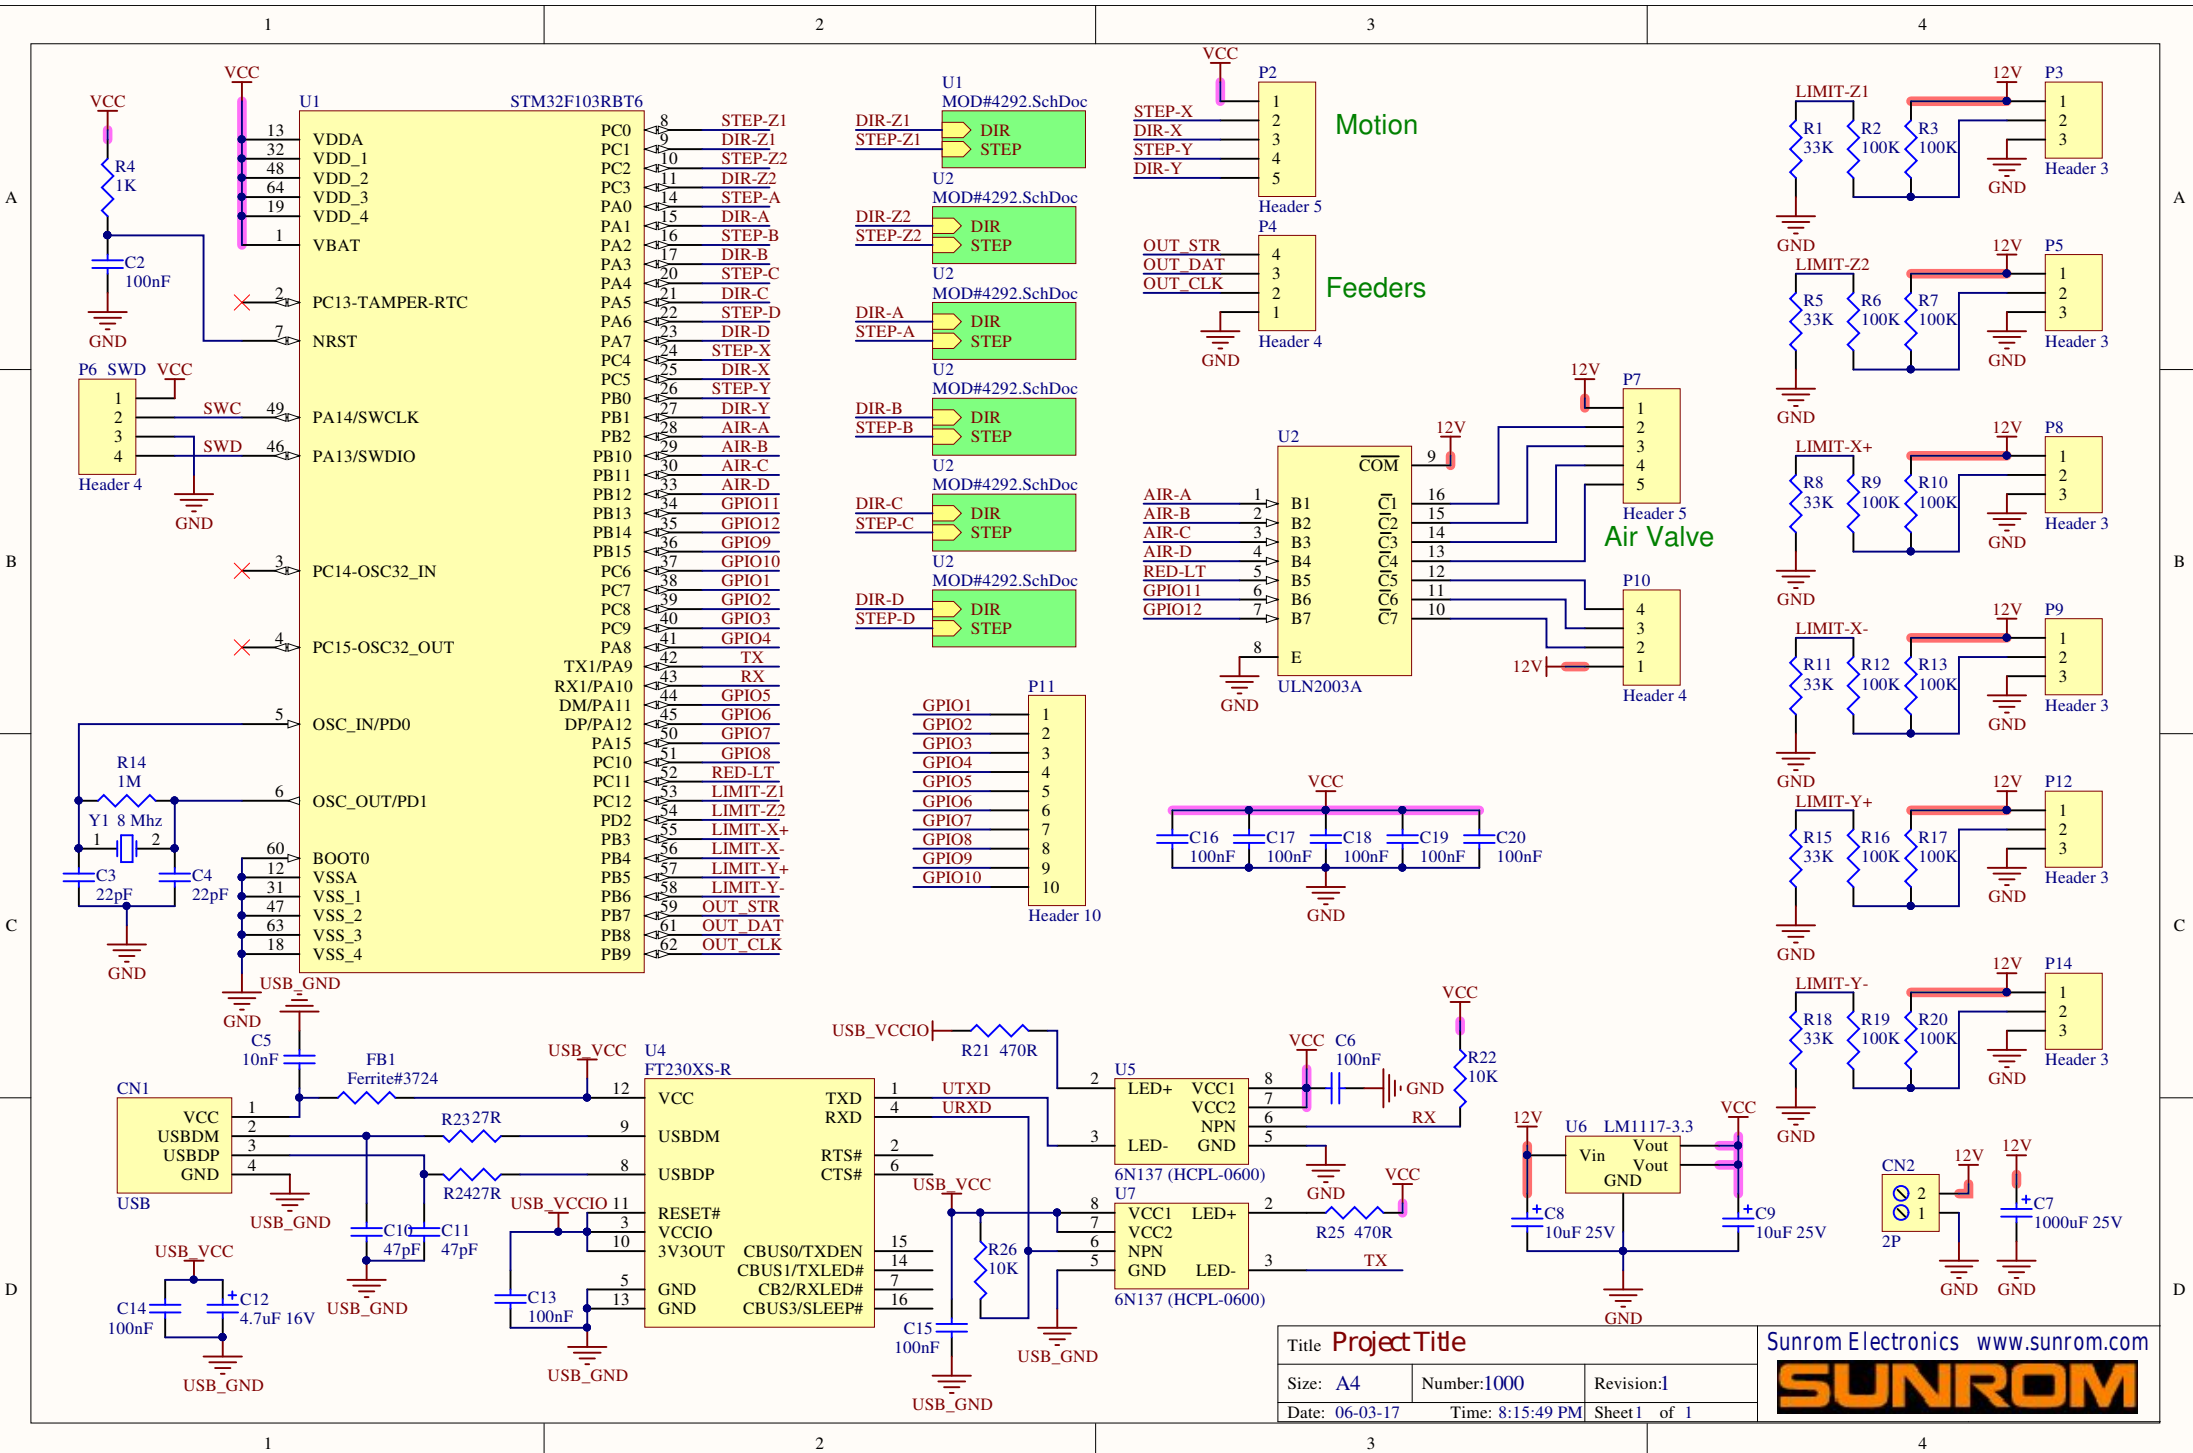 1 2 3 4
A
B
C
D
VCC
R4
1K
C2
100nF
GND
VCC
U1 STM32F103RBT6
13 VDDA
32 VDD_1
48 VDD_2
64 VDD_3
19 VDD_4
1 VBAT
2 PC13-TAMPER-RTC
7 NRST
49 PA14/SWCLK
46 PA13/SWDIO
3 PC14-OSC32_IN
4 PC15-OSC32_OUT
5 OSC_IN/PD0
6 OSC_OUT/PD1
60 BOOT0
12 VSSA
31 VSS_1
47 VSS_2
63 VSS_3
18 VSS_4
GND
PC0 8 STEP-Z1
PC1 9 DIR-Z1
PC2 10 STEP-Z2
PC3 11 DIR-Z2
PA0 14 STEP-A
PA1 15 DIR-A
PA2 16 STEP-B
PA3 17 DIR-B
PA4 20 STEP-C
PA5 21 DIR-C
PA6 22 STEP-D
PA7 23 DIR-D
PC4 24 STEP-X
PC5 25 DIR-X
PB0 26 STEP-Y
PB1 27 DIR-Y
PB2 28 AIR-A
PB10 29 AIR-B
PB11 30 AIR-C
PB12 33 AIR-D
PB13 34 GPIO11
PB14 35 GPIO12
PB15 36 GPIO9
PC6 37 GPIO10
PC7 38 GPIO1
PC8 39 GPIO2
PC9 40 GPIO3
PA8 41 GPIO4
TX1/PA9 42 TX
RX1/PA10 43 RX
DM/PA11 44 GPIO5
DP/PA12 45 GPIO6
PA15 50 GPIO7
PC10 51 GPIO8
PC11 52 RED-LT
PC12 53 LIMIT-Z1
PD2 54 LIMIT-Z2
PB3 55 LIMIT-X+
PB4 56 LIMIT-X-
PB5 57 LIMIT-Y+
PB6 58 LIMIT-Y-
PB7 59 OUT_STR
PB8 61 OUT_DAT
PB9 62 OUT_CLK
P6 SWD VCC
1
2 SWC
3
4 SWD
Header 4
GND
R14
1M
Y1 8 Mhz
1 2
C3
22pF
C4
22pF
GND
U1
MOD#4292.SchDoc
DIR-Z1 DIR
STEP-Z1 STEP
U2
MOD#4292.SchDoc
DIR-Z2 DIR
STEP-Z2 STEP
U2
MOD#4292.SchDoc
DIR-A DIR
STEP-A STEP
U2
MOD#4292.SchDoc
DIR-B DIR
STEP-B STEP
U2
MOD#4292.SchDoc
DIR-C DIR
STEP-C STEP
U2
MOD#4292.SchDoc
DIR-D DIR
STEP-D STEP
P11
GPIO1 1
GPIO2 2
GPIO3 3
GPIO4 4
GPIO5 5
GPIO6 6
GPIO7 7
GPIO8 8
GPIO9 9
GPIO10 10
Header 10
VCC P2
1
STEP-X 2
DIR-X 3
STEP-Y 4
DIR-Y 5
Header 5
Motion
P4
OUT_STR 4
OUT_DAT 3
OUT_CLK 2
1
GND
Header 4
Feeders
U2
12V
COM 9
AIR-A 1 B1 C1 16
AIR-B 2 B2 C2 15
AIR-C 3 B3 C3 14
AIR-D 4 B4 C4 13
RED-LT 5 B5 C5 12
GPIO11 6 B6 C6 11
GPIO12 7 B7 C7 10
8 E
GND
ULN2003A
12V P7
1
2
3
4
5
Header 5
Air Valve
P10
4
3
2
12V 1
Header 4
VCC
C16 C17 C18 C19 C20
100nF 100nF 100nF 100nF 100nF
GND
LIMIT-Z1 12V P3
R1 R2 R3
33K 100K 100K
1
2
3
GND GND
Header 3
LIMIT-Z2 12V P5
R5 R6 R7
33K 100K 100K
1
2
3
GND GND
Header 3
LIMIT-X+ 12V P8
R8 R9 R10
33K 100K 100K
1
2
3
GND GND
Header 3
LIMIT-X- 12V P9
R11 R12 R13
33K 100K 100K
1
2
3
GND GND
Header 3
LIMIT-Y+ 12V P12
R15 R16 R17
33K 100K 100K
1
2
3
GND GND
Header 3
LIMIT-Y- 12V P14
R18 R19 R20
33K 100K 100K
1
2
3
GND GND
Header 3
USB_GND
C5
10nF
FB1
Ferrite#3724
USB_VCC
CN1
VCC 1
USBDM 2
USBDP 3
GND 4
USB
USB_GND
R23 27R
R24 27R
C10
47pF
C11
47pF
USB_GND
USB_VCC
C14
100nF
C12
4.7uF 16V
USB_GND
U4
FT230XS-R
12 VCC
9 USBDM
8 USBDP
USB_VCCIO
11 RESET#
3 VCCIO
10 3V3OUT
5 GND
13 GND
TXD 1 UTXD
RXD 4 URXD
RTS# 2
CTS# 6
CBUS0/TXDEN 15
CBUS1/TXLED# 14
CB2/RXLED# 7
CBUS3/SLEEP# 16
C13
100nF
USB_GND
USB_VCCIO
R21 470R
U5
2 LED+ VCC1 8
VCC2 7
NPN 6
3 LED- GND 5
6N137 (HCPL-0600)
VCC C6
100nF
GND
VCC
R22
10K
RX
GND
USB_VCC
U7
8 VCC1 LED+ 2
7 VCC2
6 NPN
5 GND LED- 3
6N137 (HCPL-0600)
R26
10K
C15
100nF
USB_GND
USB_GND
VCC
R25 470R
TX
12V
U6 LM1117-3.3
Vin Vout
Vout
GND
VCC
C8
10uF 25V
C9
10uF 25V
GND
CN2 12V
2
1
2P
GND
12V
C7
1000uF 25V
GND
Title Project Title
Size: A4 Number:1000 Revision:1
Date: 06-03-17 Time: 8:15:49 PM Sheet 1 of 1
Sunrom Electronics www.sunrom.com
SUNROM
A
B
C
D
1 2 3 4